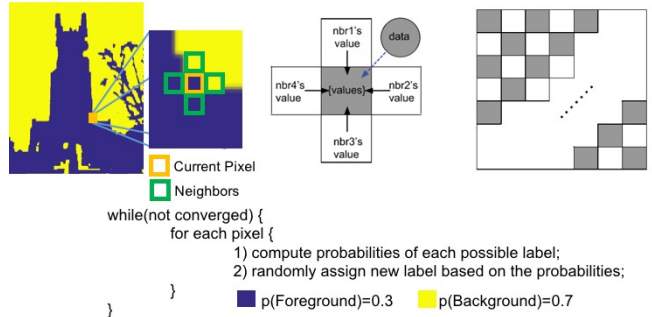 nbr1's
value
data
nbr4's
value
{values}
nbr2's
value
nbr3's
value
Current Pixel
Neighbors
while(not converged) {
for each pixel {
1) compute probabilities of each possible label;
2) randomly assign new label based on the probabilities;
}
p(Foreground)=0.3
p(Background)=0.7
}